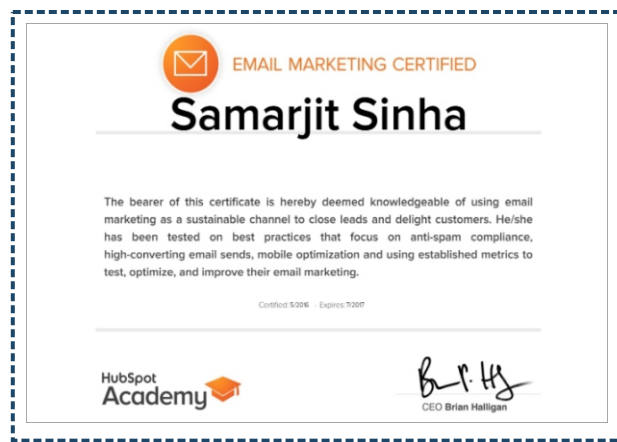 EMAIL MARKETING CERTIFIED
Samarjit Sinha
The bearer of this certificate is hereby deemed knowledgeable of using email
marketing as a sustainable channel to close leads and delight customers. He/she
has been tested on best practices that focus on anti-spam compliance,
high-converting email sends, mobile optimization and using established metrics to
test, optimize, and improve their email marketing.
Certified: 5/2016 - Expires: 7/2017
HubSpot
Academy
CEO Brian Halligan